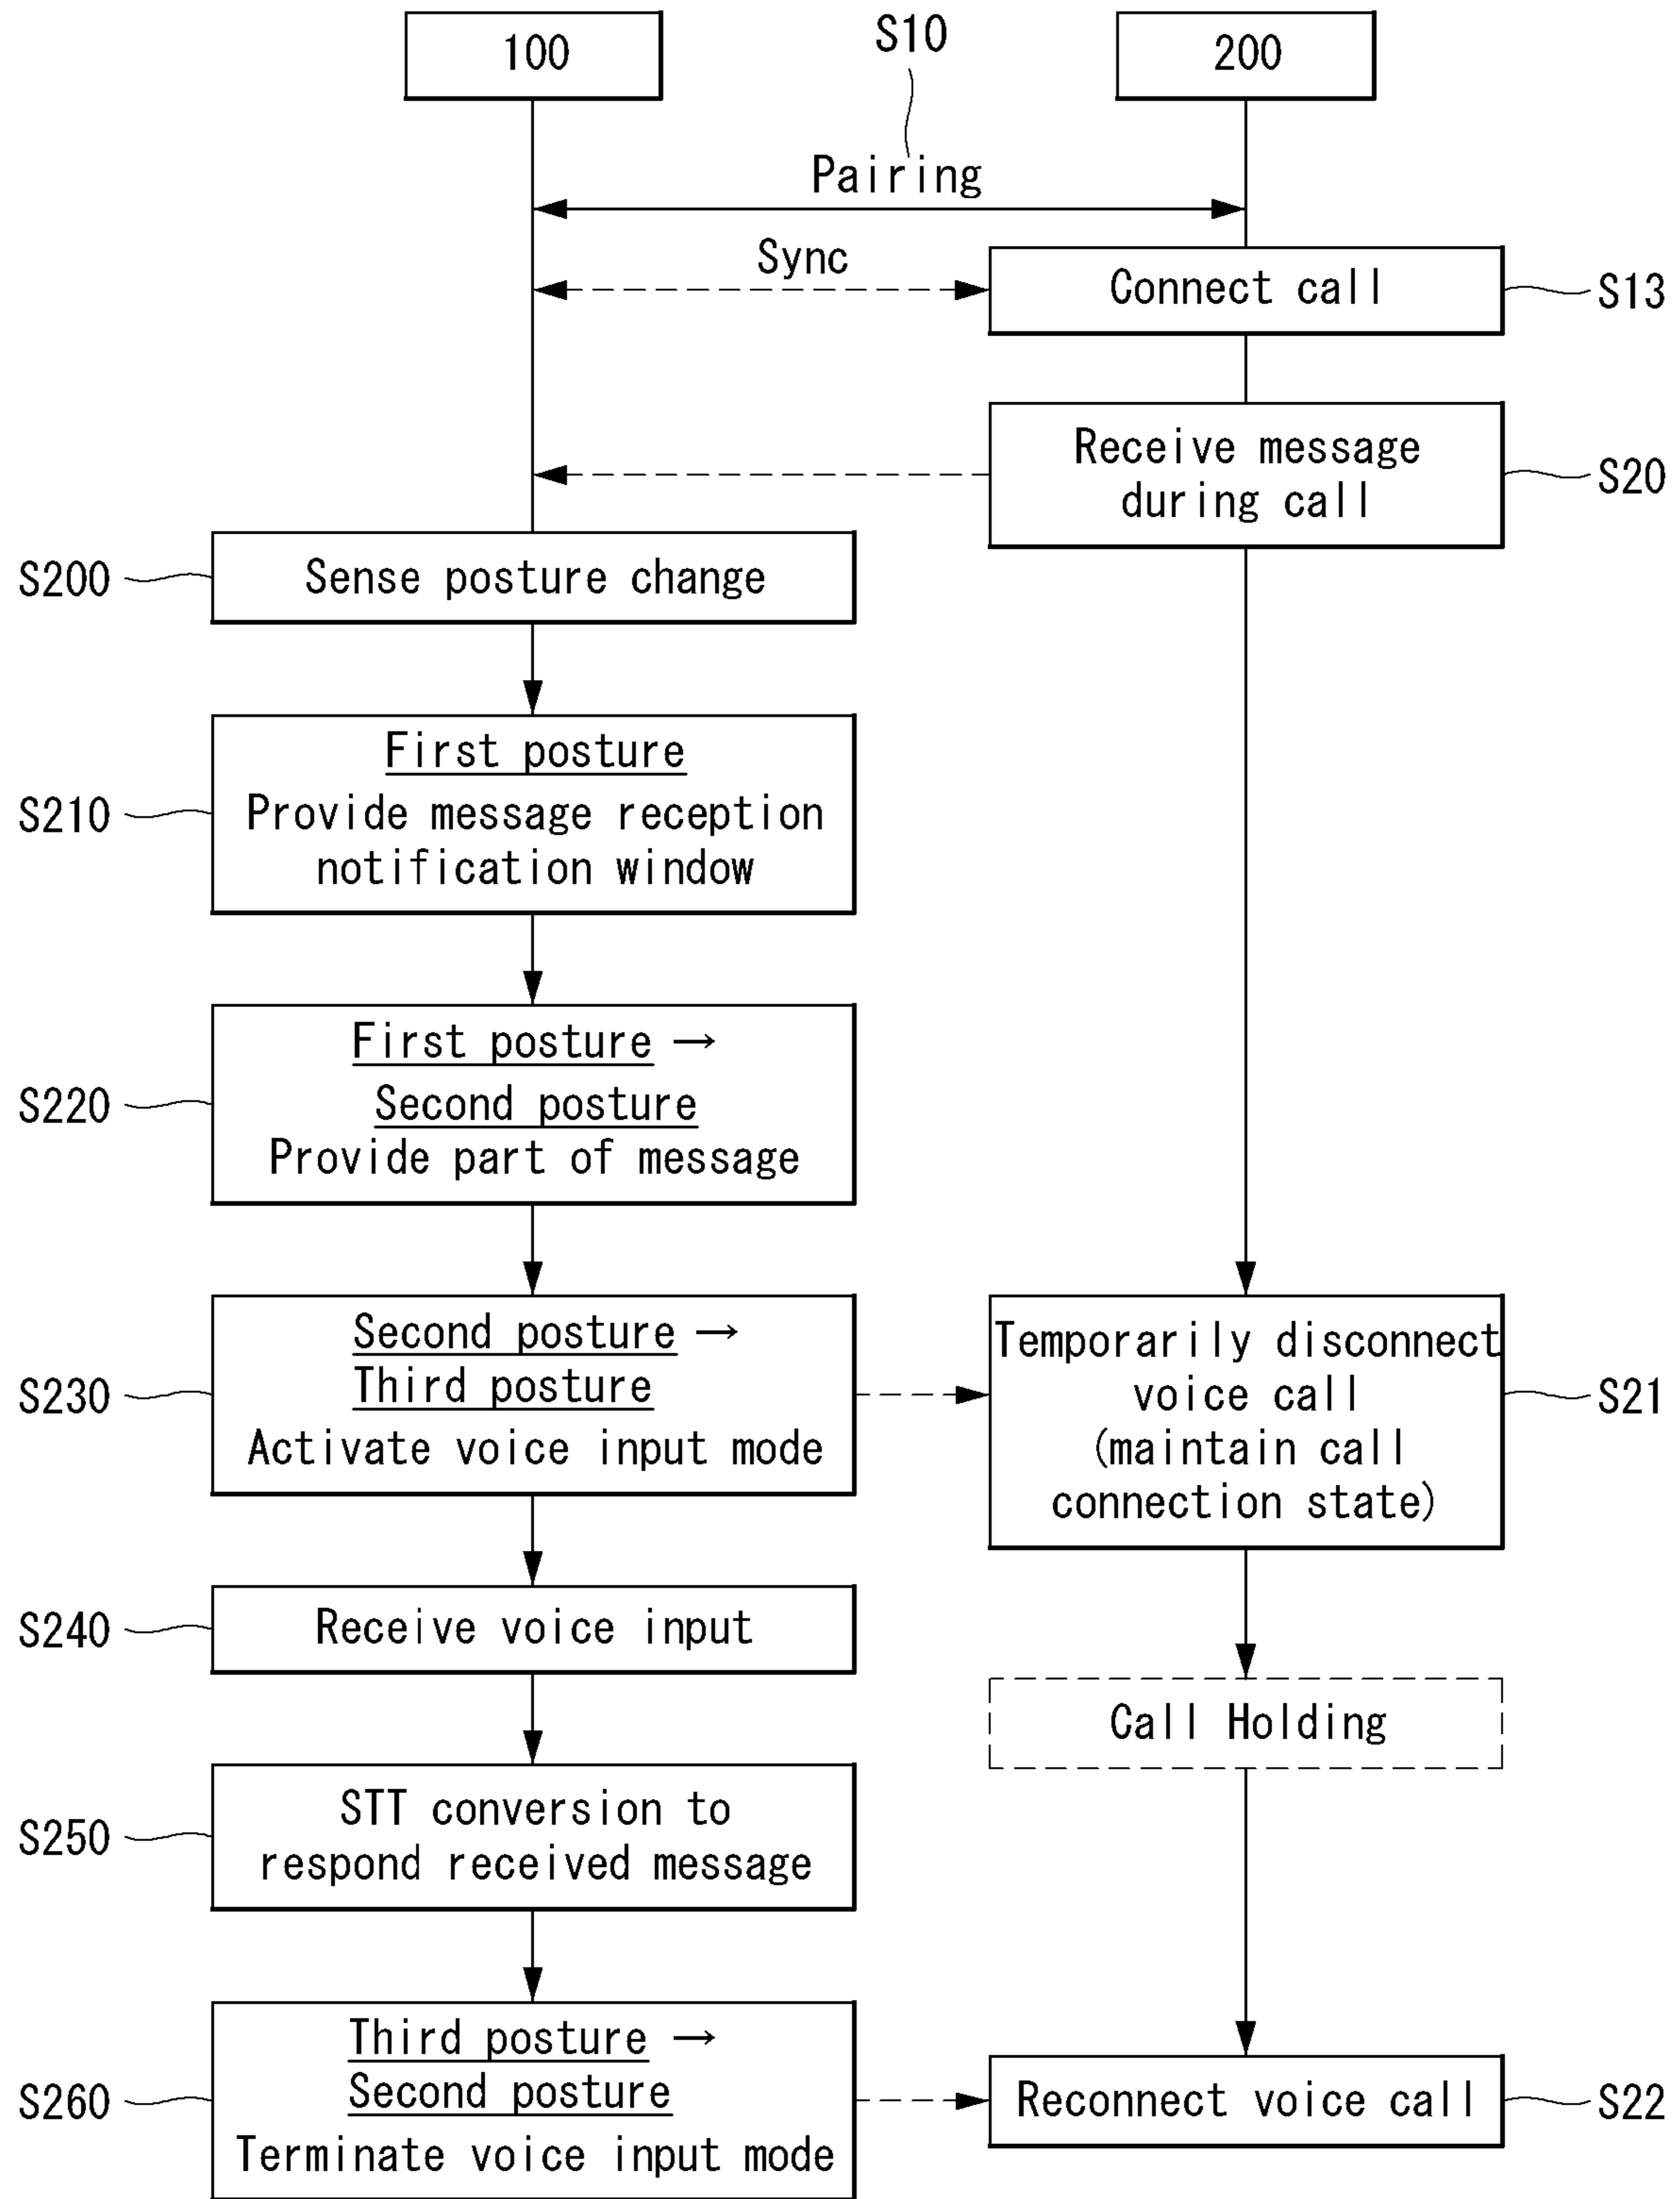 100
S10
200
Pairing
Sync
Connect call
S13
Receive message
during call
S20
S200
Sense posture change
S210
First posture
Provide message reception
notification window
S220
First posture →
Second posture
Provide part of message
S230
Second posture →
Third posture
Activate voice input mode
Temporarily disconnect
voice call
(maintain call
connection state)
S21
S240
Receive voice input
Call Holding
S250
STT conversion to
respond received message
S260
Third posture →
Second posture
Terminate voice input mode
Reconnect voice call
S22